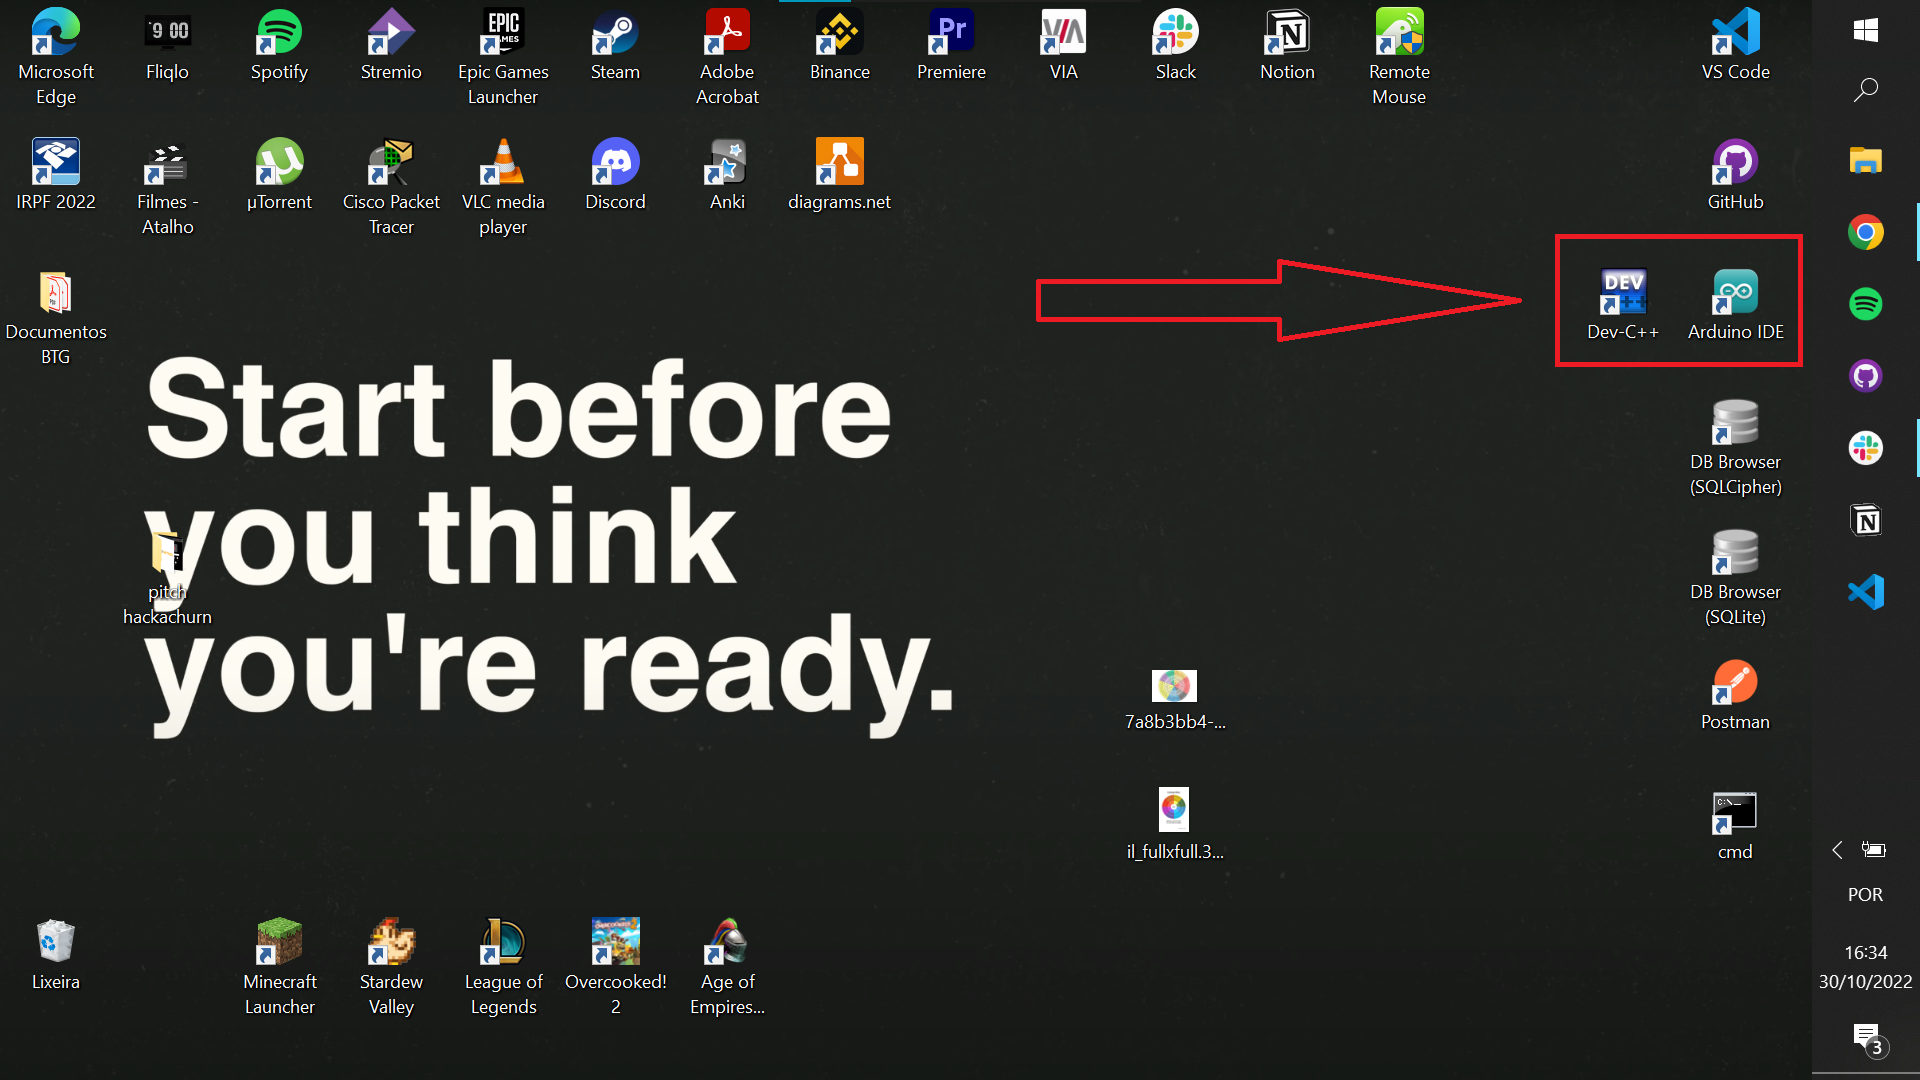 Microsoft
Edge
9 00
Fliqlo
Spotify
Stremio
EPIC
GAMES
Epic Games
Launcher
Steam
Adobe
Acrobat
Binance
Pr
Premiere
VIA
VIA
Slack
N
Notion
Remote
Mouse
VS Code
IRPF 2022
Filmes -
Atalho
µ
µTorrent
Cisco Packet
Tracer
VLC media
player
Discord
Anki
diagrams.net
GitHub
Documentos
BTG
DEV
++
Dev-C++
Arduino IDE
Start before
you think
you're ready.
pitch
hackachurn
DB Browser
(SQLCipher)
DB Browser
(SQLite)
7a8b3bb4-...
Postman
il_fullxfull.3...
C:\_
cmd
Lixeira
Minecraft
Launcher
Stardew
Valley
League of
Legends
Overcooked!
2
Age of
Empires...
N
POR
16:34
30/10/2022
3